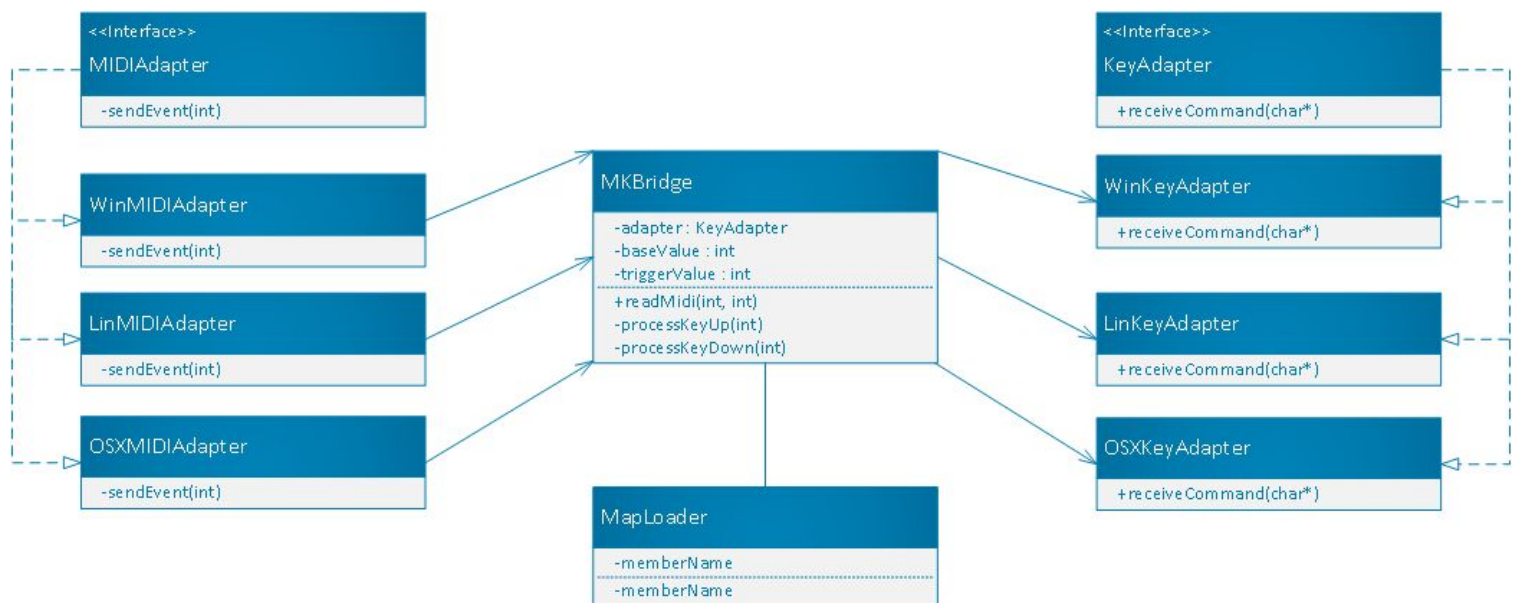 <<Interface>>
MIDIAdapter
-sendEvent(int)
WinMIDIAdapter
-sendEvent(int)
LinMIDIAdapter
-sendEvent(int)
OSXMIDIAdapter
-sendEvent(int)
MKBridge
-adapter : KeyAdapter
-baseValue : int
-triggerValue : int
+readMidi(int, int)
-processKeyUp(int)
-processKeyDown(int)
MapLoader
-memberName
-memberName
<<Interface>>
KeyAdapter
+receiveCommand(char*)
WinKeyAdapter
+receiveCommand(char*)
LinKeyAdapter
+receiveCommand(char*)
OSXKeyAdapter
+receiveCommand(char*)